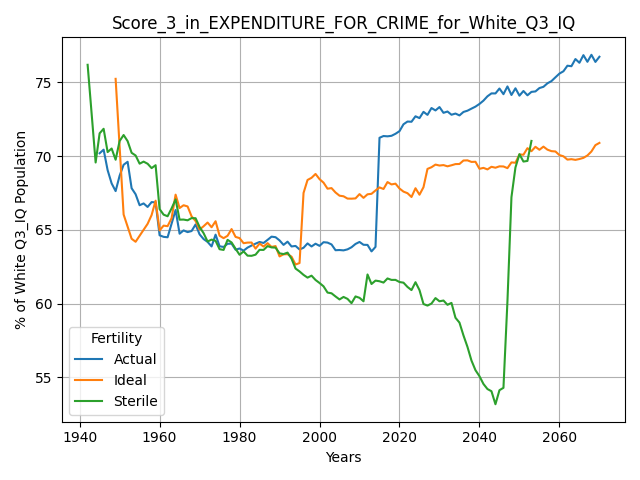 Score_3_in_EXPENDITURE_FOR_CRIME_for_White_Q3_IQ
% of White Q3_IQ Population
75
70
65
60
55
Fertility
Actual
Ideal
Sterile
1940 1960 1980 2000 2020 2040 2060
Years